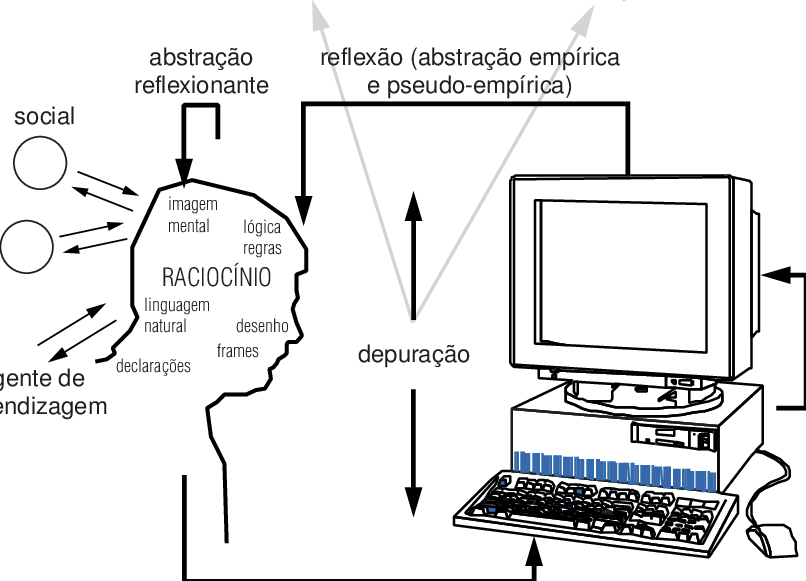 abstração
reflexionante
reflexão (abstração empírica
e pseudo-empírica)
social
imagem
mental
lógica
regras
RACIOCÍNIO
linguagem
natural
desenho
frames
declarações
depuração
gente de
endizagem